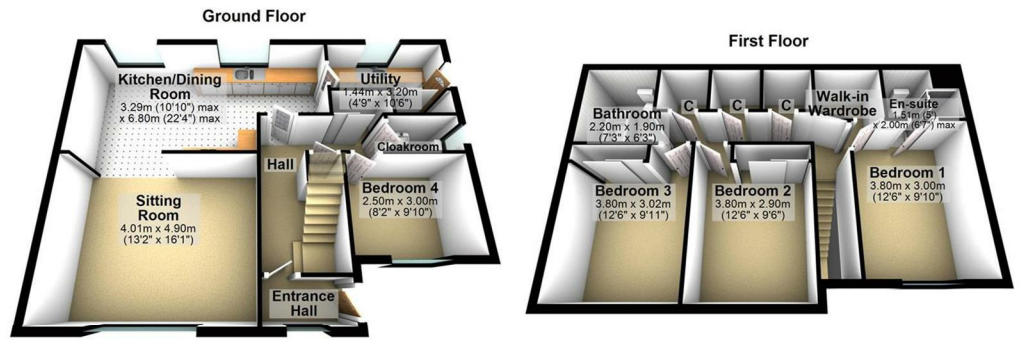 Ground Floor
Kitchen/Dining
Room
3.29m (10'10") max
x 6.80m (22'4") max
Utility
1.44m x 3.20m
(4'9" x 10'6")
Cloakroom
Hall
Bedroom 4
2.50m x 3.00m
(8'2" x 9'10")
Sitting
Room
4.01m x 4.90m
(13'2" x 16'1")
Entrance
Hall
First Floor
Bathroom
2.20m x 1.90m
(7'3" x 6'3")
C
C
C
Walk-in
Wardrobe
En-suite
1.51m (5')
x 2.00m (6'7") max
Bedroom 3
3.80m x 3.02m
(12'6" x 9'11")
Bedroom 2
3.80m x 2.90m
(12'6" x 9'6")
Bedroom 1
3.80m x 3.00m
(12'6" x 9'10")